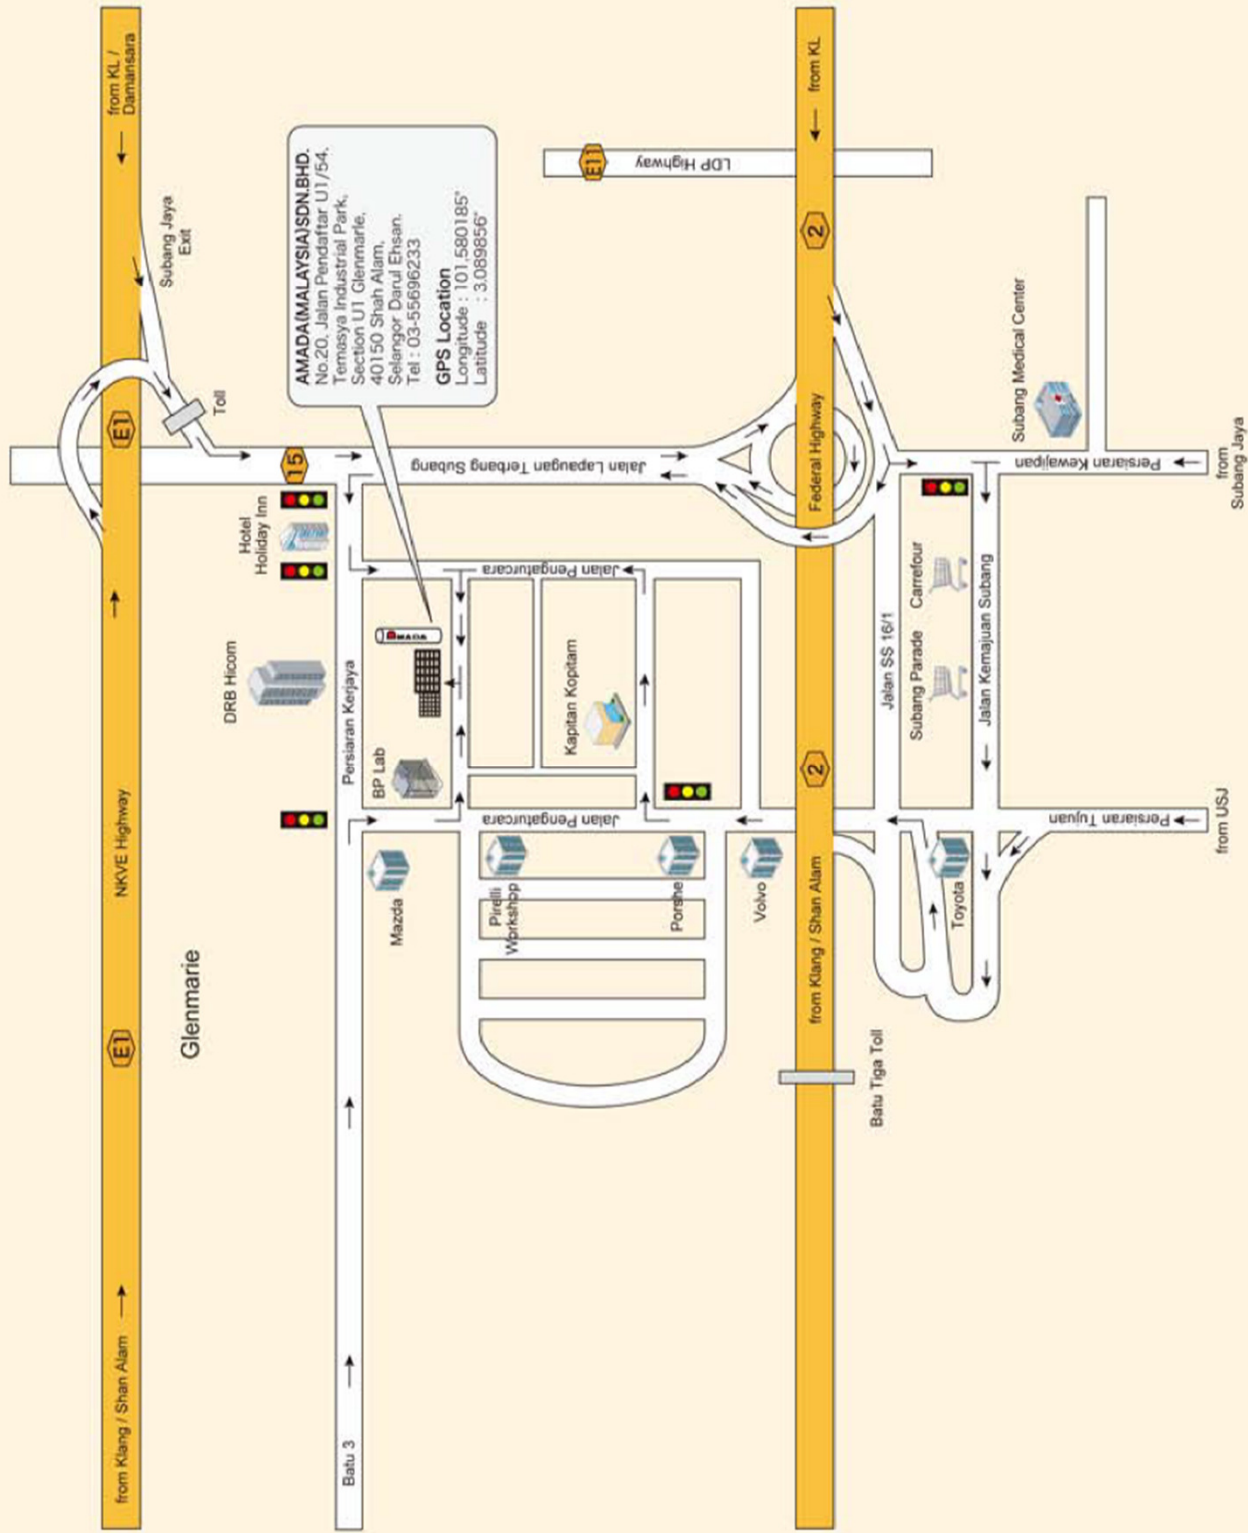 from Klang / Shan Alam
E1
NKVE Highway
E1
from KL /
Damansara
Subang Jaya
Exit
Toll
Glenmarie
DRB Hicom
Hotel
Holiday Inn
15
Batu 3
Persiaran Kerjaya
AMADA(MALAYSIA)SDN.BHD.
No.20, Jalan Pendaftar U1/54,
Temasya Industrial Park,
Section U1 Glenmarle,
40150 Shah Alam,
Selangor Darul Ehsan.
Tel : 03-55696233
GPS Location
Longitude : 101.580185°
Latitude : 3.089856°
Mazda
BP Lab
AMADA
Jalan Lapaugan Terbang Subang
Pirelli
Workshop
Jalan Pengaturcara
Jalan Pengaturcara
Kapitan Kopitam
Porshe
Volvo
E11
LDP Highway
from Klang / Shan Alam
2
Federal Highway
2
from KL
Batu Tiga Toll
Jalan SS 16/1
Toyota
Subang Parade
Carrefour
Jalan Kemajuan Subang
Subang Medical Center
Persiaran Tujuan
Persiaran Kewajipan
from USJ
from
Subang Jaya